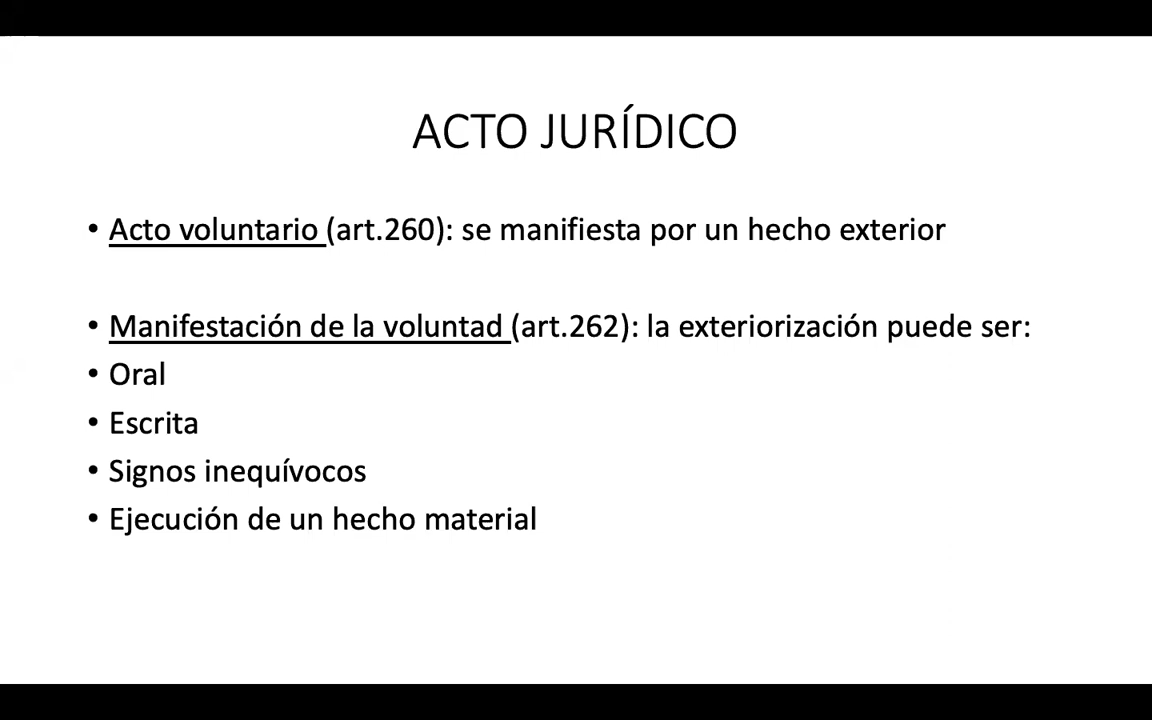 ACTO JURÍDICO
• Acto voluntario (art.260): se manifiesta por un hecho exterior
• Manifestación de la voluntad (art.262): la exteriorización puede ser:
• Oral
• Escrita
• Signos inequívocos
• Ejecución de un hecho material